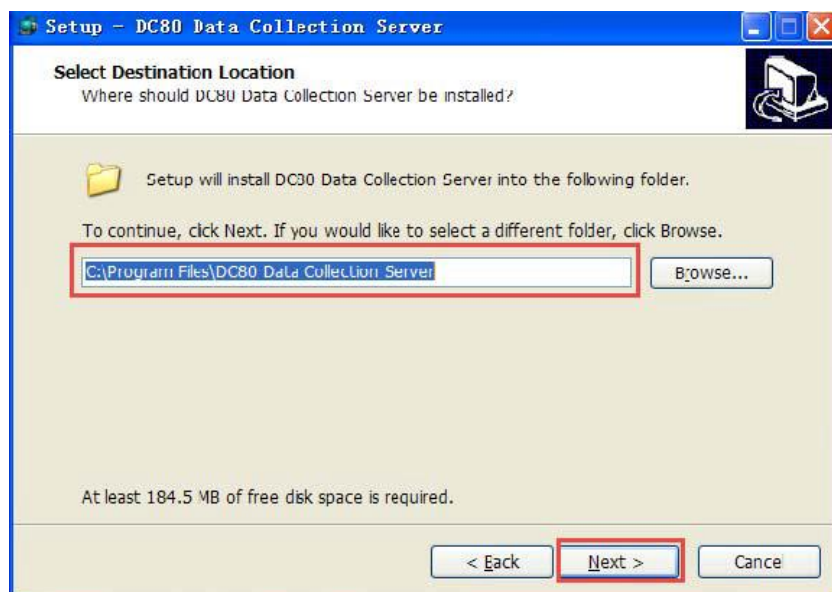 Setup - DC80 Data Collection Server
Select Destination Location
Where should DC80 Data Collection Server be installed?
Setup will install DC80 Data Collection Server into the following folder.
To continue, click Next. If you would like to select a different folder, click Browse.
C:\Program Files\DC80 Data Collection Server
Browse...
At least 184.5 MB of free disk space is required.
< Back
Next >
Cancel